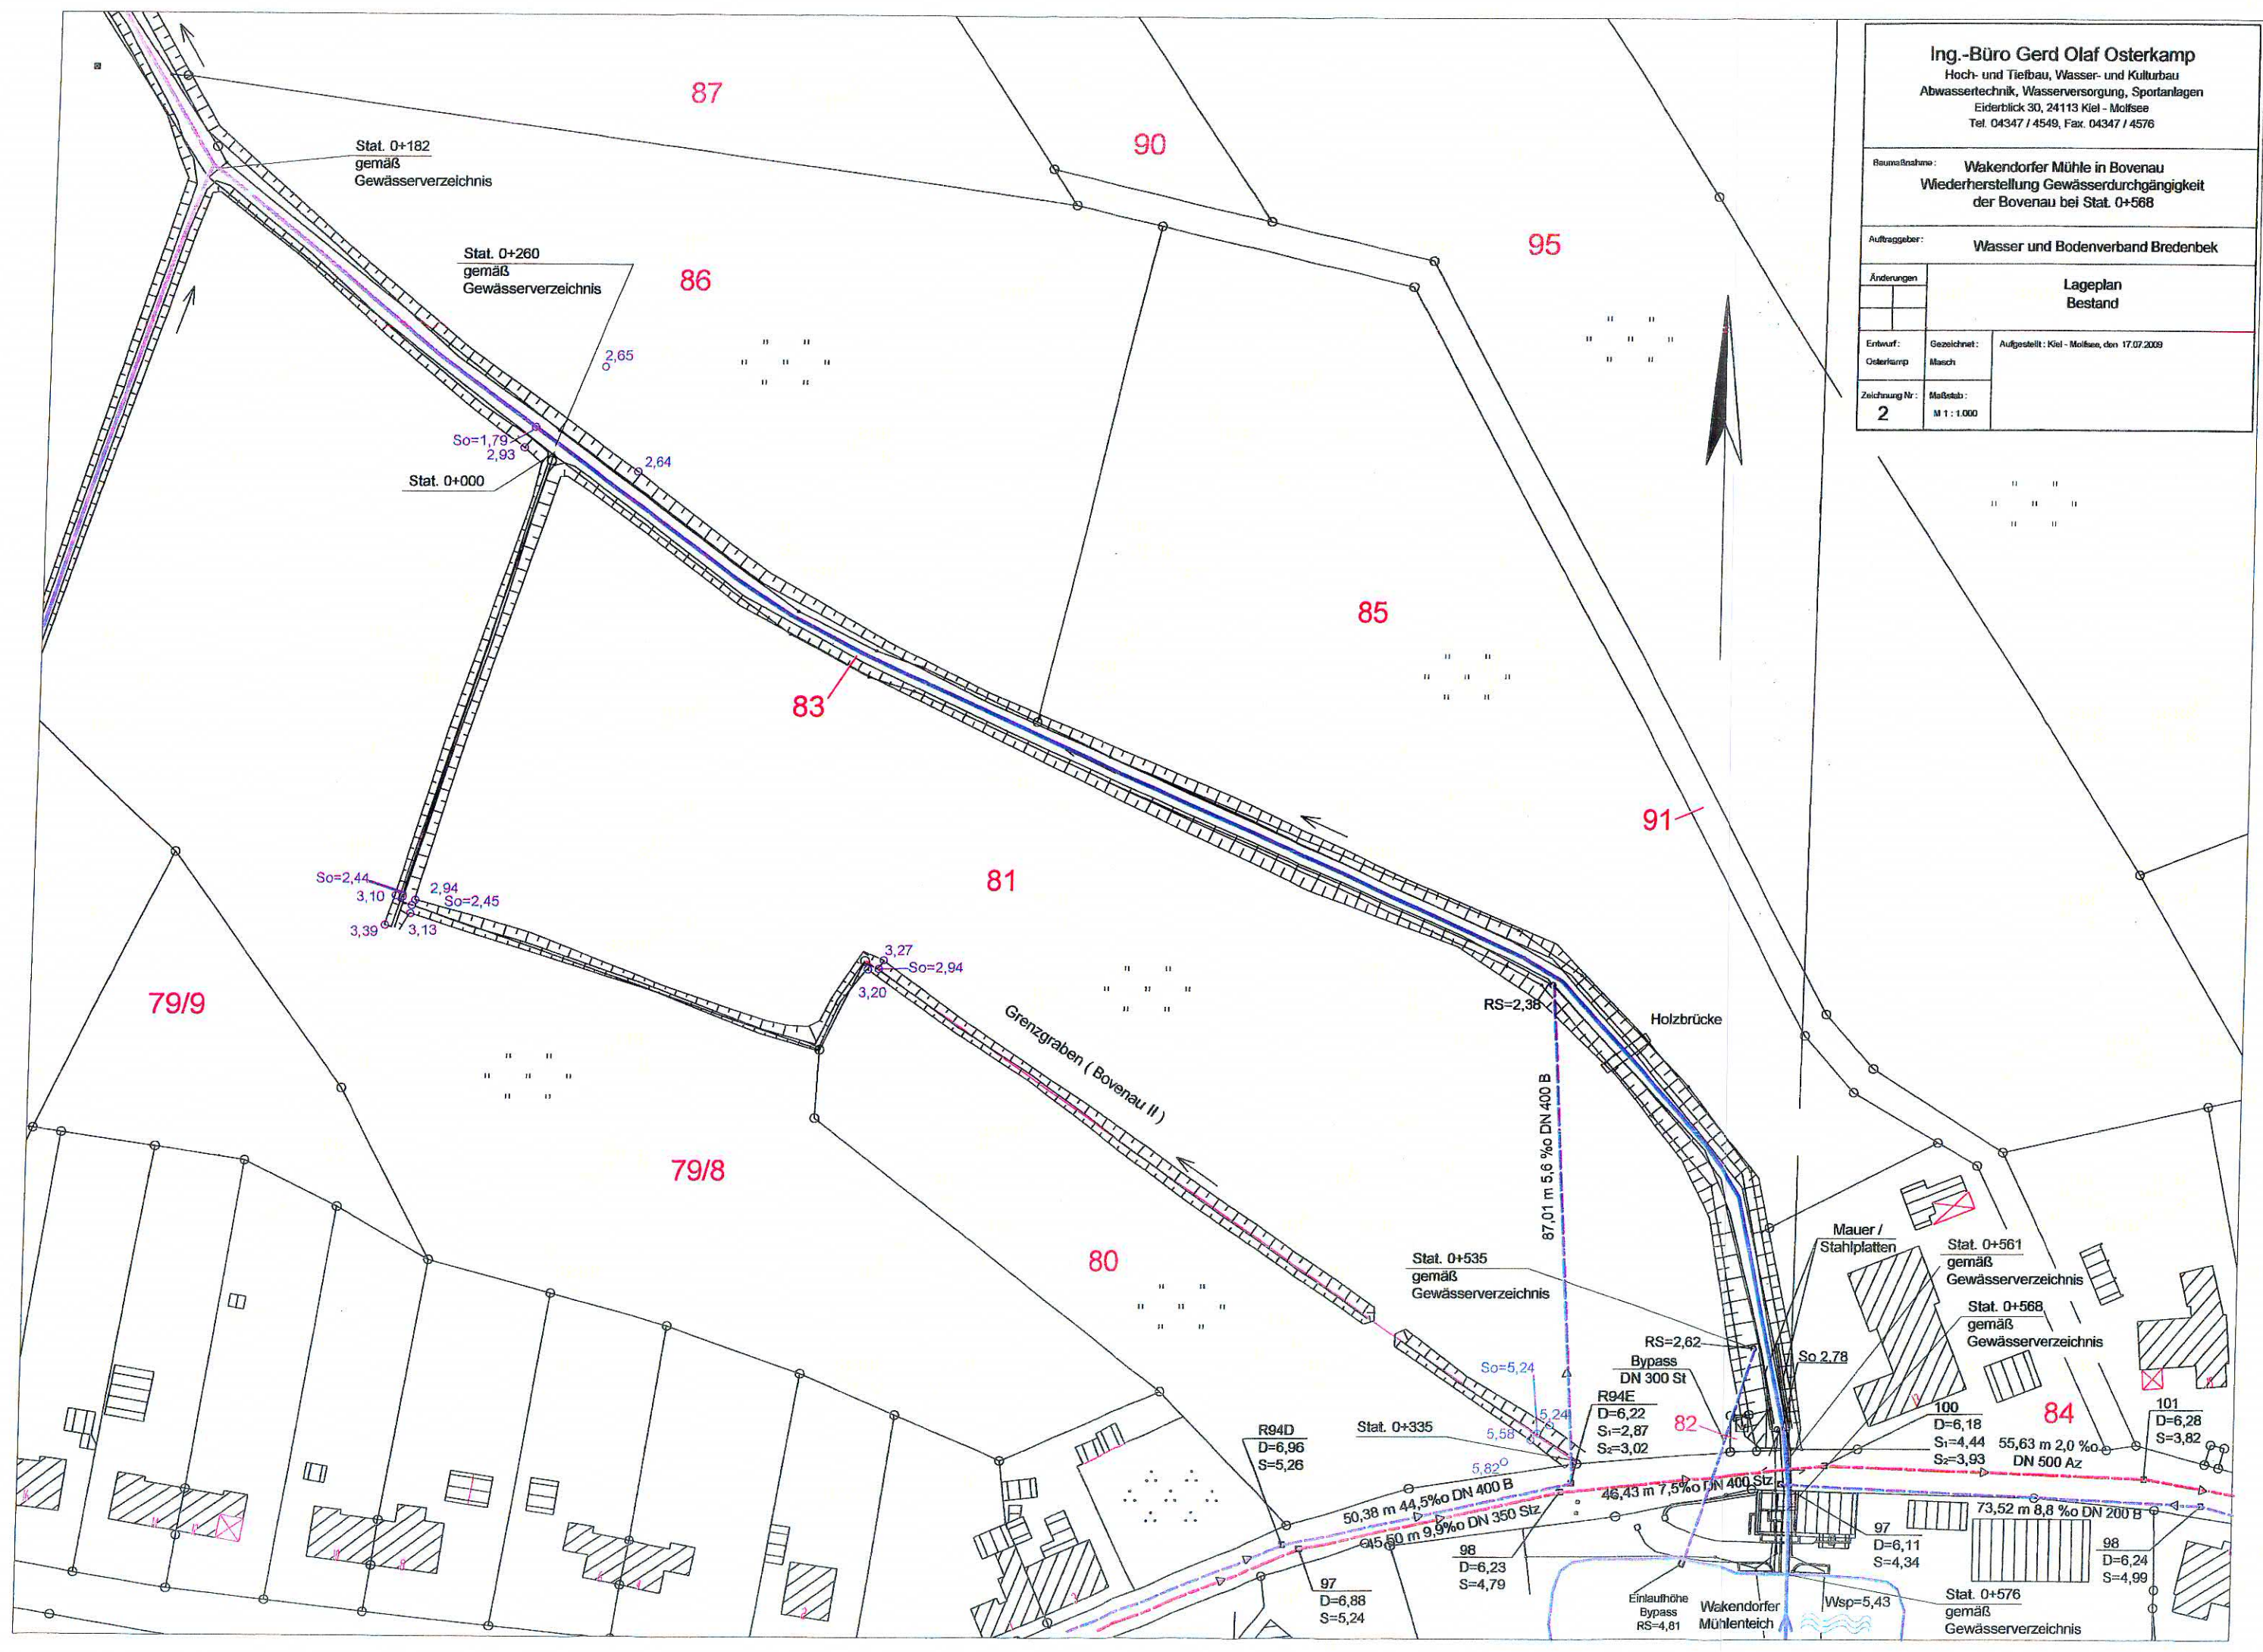 Ing.-Büro Gerd Olaf Osterkamp
Hoch- und Tiefbau, Wasser- und Kulturbau
Abwassertechnik, Wasserversorgung, Sportanlagen
Eiderblick 30, 24113 Kiel - Molfsee
Tel. 04347 / 4549, Fax. 04347 / 4576
Baumaßnahme :
Wakendorfer Mühle in Bovenau
Wiederherstellung Gewässerdurchgängigkeit
der Bovenau bei Stat. 0+568
Auftraggeber :
Wasser und Bodenverband Bredenbek
Änderungen
Lageplan
Bestand
Entwurf :
Osterkamp
Gezeichnet :
Masch
Aufgestellt : Kiel - Molfsee, den 17.07.2009
Zeichnung Nr :
2
Maßstab :
M 1 : 1.000
87
90
95
Stat. 0+182
gemäß
Gewässerverzeichnis
Stat. 0+260
gemäß
Gewässerverzeichnis
86
2,65
So=1,79
2,93
2,64
Stat. 0+000
85
83
91
81
So=2,44
3,10
2,94
So=2,45
3,39
3,13
3,27
So=2,94
3,20
79/9
RS=2,38
Holzbrücke
Grenzgraben ( Bovenau II )
79/8
80
87,01 m 5,6 %o DN 400 B
Mauer /
Stahlplatten
Stat. 0+535
gemäß
Gewässerverzeichnis
Stat. 0+561
gemäß
Gewässerverzeichnis
Stat. 0+568
gemäß
Gewässerverzeichnis
RS=2,62
So 2,78
Bypass
DN 300 St
So=5,24
5,24
5,58
5,82
R94E
D=6,22
S₁=2,87
S₂=3,02
82
Stat. 0+335
R94D
D=6,96
S=5,26
100
D=6,18
S₁=4,44
S₂=3,93
84
55,63 m 2,0 %o
DN 500 Az
101
D=6,28
S=3,82
50,38 m 44,5%o DN 400 B
45,50 m 9,9%o DN 350 Stz
46,43 m 7,5%o DN 400 Stz
73,52 m 8,8 %o DN 200 B
98
D=6,23
S=4,79
97
D=6,88
S=5,24
97
D=6,11
S=4,34
98
D=6,24
S=4,99
Einlaufhöhe
Bypass
RS=4,81
Wakendorfer
Mühlenteich
Wsp=5,43
Stat. 0+576
gemäß
Gewässerverzeichnis